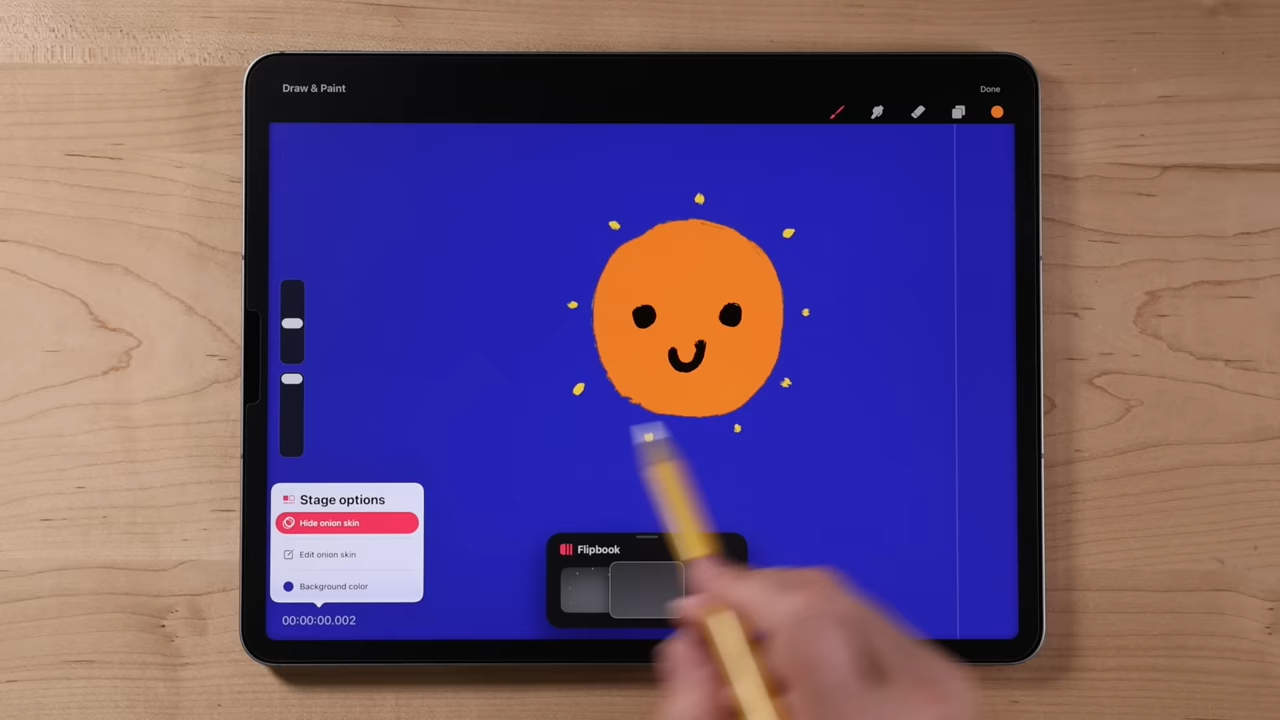 Draw & Paint
Done
Stage options
Hide onion skin
Edit onion skin
Background color
00:00:00.002
Flipbook